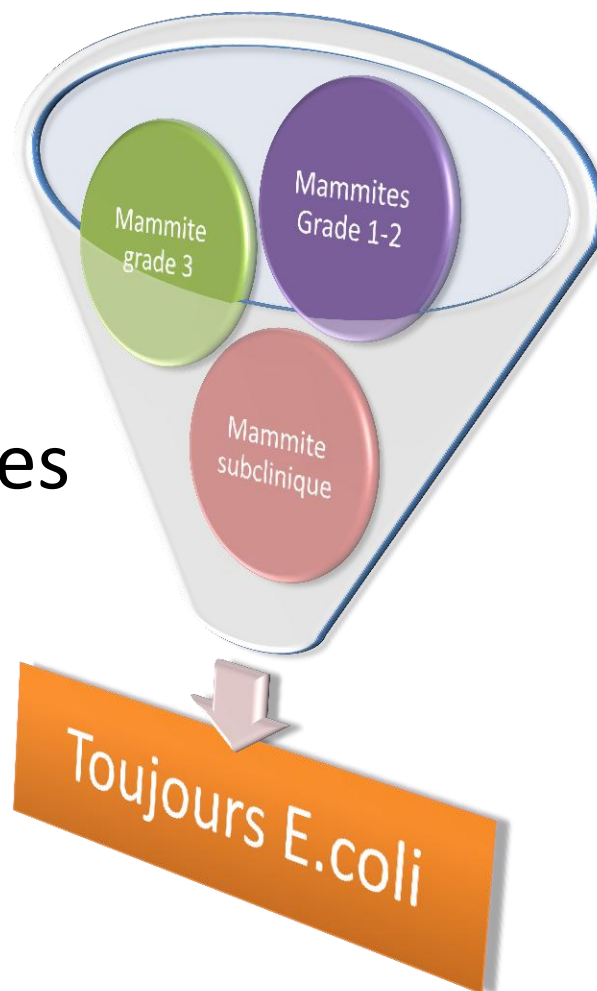 Mammite
grade 3
Mammites
Grade 1-2
Mammite
subclinique
es
Toujours E.coli